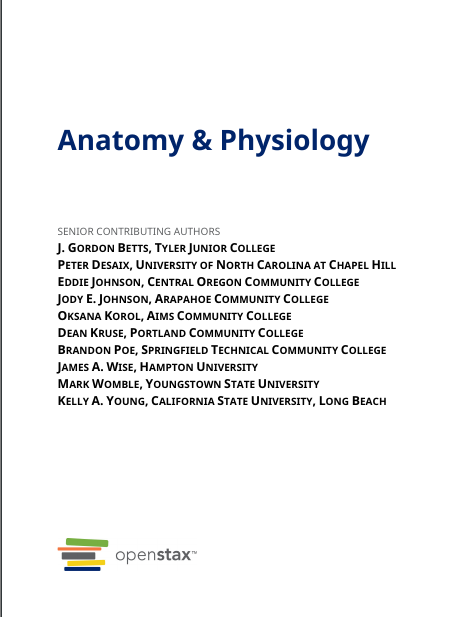 Anatomy & Physiology
SENIOR CONTRIBUTING AUTHORS
J. GORDON BETTS, TYLER JUNIOR COLLEGE
PETER DESAIX, UNIVERSITY OF NORTH CAROLINA AT CHAPEL HILL
EDDIE JOHNSON, CENTRAL OREGON COMMUNITY COLLEGE
JODY E. JOHNSON, ARAPAHOE COMMUNITY COLLEGE
OKSANA KOROL, AIMS COMMUNITY COLLEGE
DEAN KRUSE, PORTLAND COMMUNITY COLLEGE
BRANDON POE, SPRINGFIELD TECHNICAL COMMUNITY COLLEGE
JAMES A. WISE, HAMPTON UNIVERSITY
MARK WOMBLE, YOUNGSTOWN STATE UNIVERSITY
KELLY A. YOUNG, CALIFORNIA STATE UNIVERSITY, LONG BEACH
openstax™